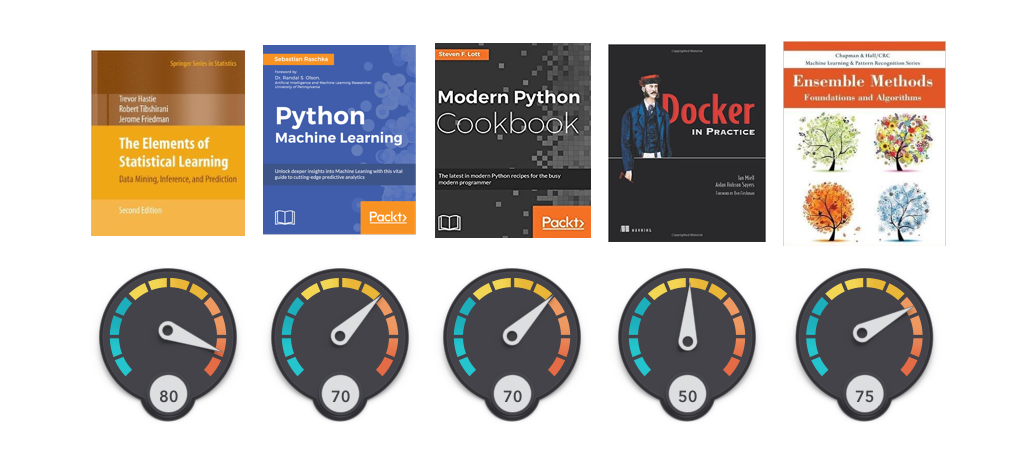 Springer Series in Statistics
Trevor Hastie
Robert Tibshirani
Jerome Friedman
The Elements of
Statistical Learning
Data Mining, Inference, and Prediction
Second Edition
Sebastian Raschka
Foreword by
Dr. Randal S. Olson,
Artificial Intelligence and Machine Learning Researcher
University of Pennsylvania
Python
Machine Learning
Unlock deeper insights into Machine Leaning with this vital
guide to cutting-edge predictive analytics
Packt>
Steven F. Lott
Modern Python
Cookbook
The latest in modern Python recipes for the busy
modern programmer
Packt>
Docker
IN PRACTICE
Ian Miell
Aidan Hobson Sayers
MANNING
Chapman & Hall/CRC
Machine Learning & Pattern Recognition Series
Ensemble Methods
Foundations and Algorithms
80
70
70
50
75